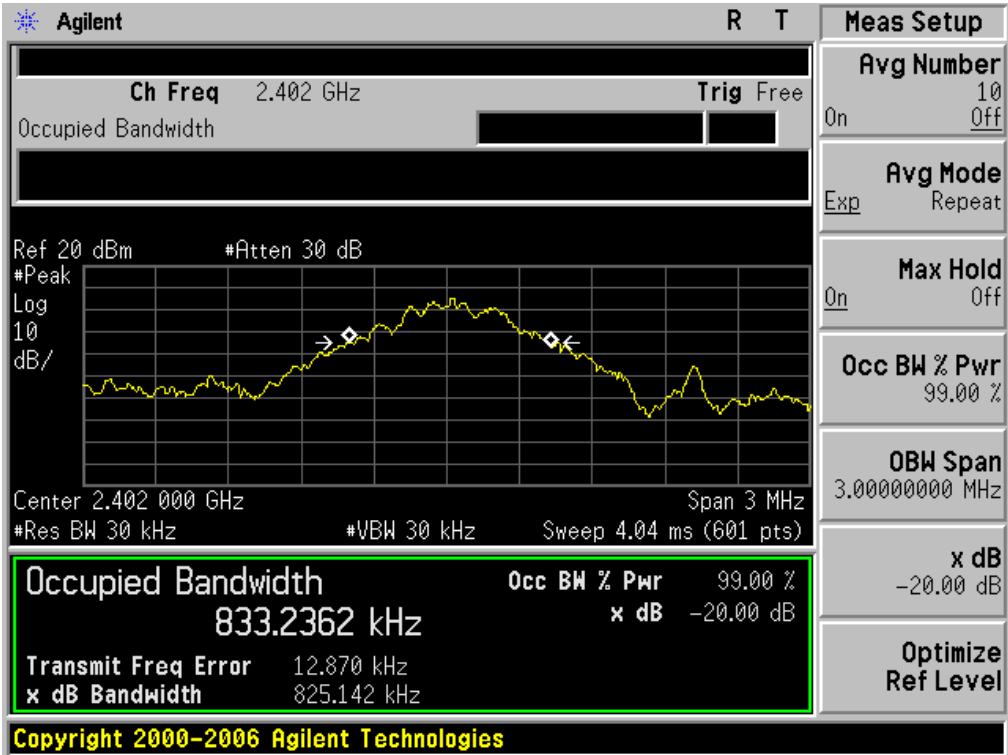 Agilent R T
Ch Freq 2.402 GHz Trig Free
Occupied Bandwidth
Ref 20 dBm #Atten 30 dB
#Peak
Log
10
dB/
Center 2.402 000 GHz Span 3 MHz
#Res BW 30 kHz #VBW 30 kHz Sweep 4.04 ms (601 pts)
Occupied Bandwidth Occ BW % Pwr 99.00 %
833.2362 kHz x dB -20.00 dB
Transmit Freq Error 12.870 kHz
x dB Bandwidth 825.142 kHz
Copyright 2000-2006 Agilent Technologies
Meas Setup
Avg Number
10
On Off
Avg Mode
Exp Repeat
Max Hold
On Off
Occ BW % Pwr
99.00 %
OBW Span
3.00000000 MHz
x dB
-20.00 dB
Optimize
Ref Level